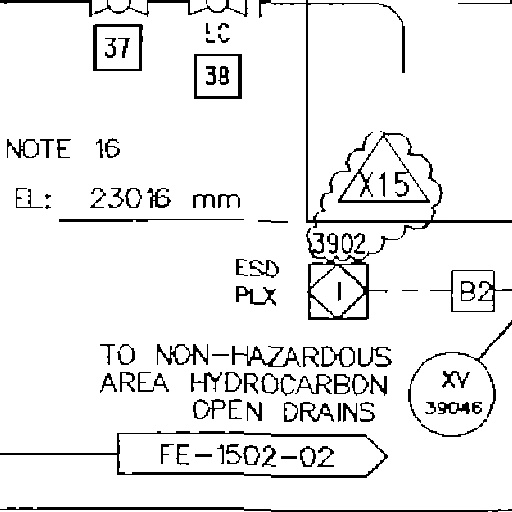 LC
37
38
NOTE 16
X15
EL: 23016 mm
3902
ESD
PLX
I
B2
TO NON-HAZARDOUS
AREA HYDROCARBON
OPEN DRAINS
XV
39046
FE-1502-02